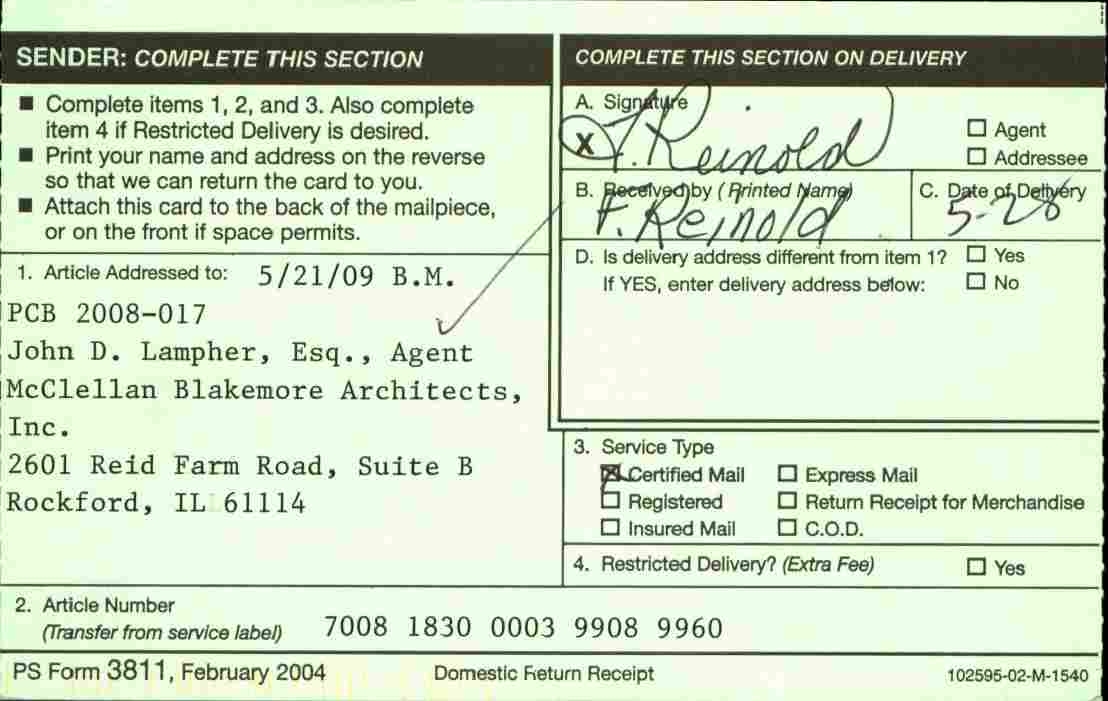 SENDER: COMPLETE THIS SECTION
■ Complete items 1, 2, and 3. Also complete
item 4 if Restricted Delivery is desired.
■ Print your name and address on the reverse
so that we can return the card to you.
■ Attach this card to the back of the mailpiece,
or on the front if space permits.
1. Article Addressed to: 5/21/09 B.M.
PCB 2008-017
John D. Lampher, Esq., Agent
McClellan Blakemore Architects,
Inc.
2601 Reid Farm Road, Suite B
Rockford, IL 61114
COMPLETE THIS SECTION ON DELIVERY
A. Signature
X F. Reinold
☐ Agent
☐ Addressee
B. Received by (Printed Name)
F. Reinold
C. Date of Delivery
5-28
D. Is delivery address different from item 1? ☐ Yes
If YES, enter delivery address below: ☐ No
3. Service Type
☒ Certified Mail ☐ Express Mail
☐ Registered ☐ Return Receipt for Merchandise
☐ Insured Mail ☐ C.O.D.
4. Restricted Delivery? (Extra Fee) ☐ Yes
2. Article Number
(Transfer from service label) 7008 1830 0003 9908 9960
PS Form 3811, February 2004 Domestic Return Receipt 102595-02-M-1540